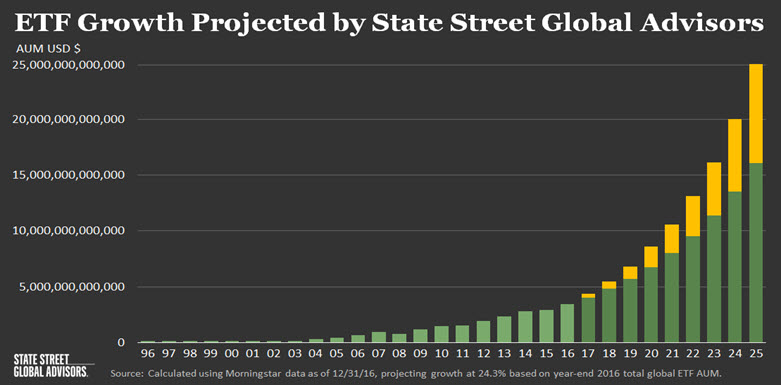 ETF Growth Projected by State Street Global Advisors
AUM USD $
25,000,000,000,000
20,000,000,000,000
15,000,000,000,000
10,000,000,000,000
5,000,000,000,000
0
96 97 98 99 00 01 02 03 04 05 06 07 08 09 10 11 12 13 14 15 16 17 18 19 20 21 22 23 24 25
STATE STREET
GLOBAL ADVISORS.
Source: Calculated using Morningstar data as of 12/31/16, projecting growth at 24.3% based on year-end 2016 total global ETF AUM.